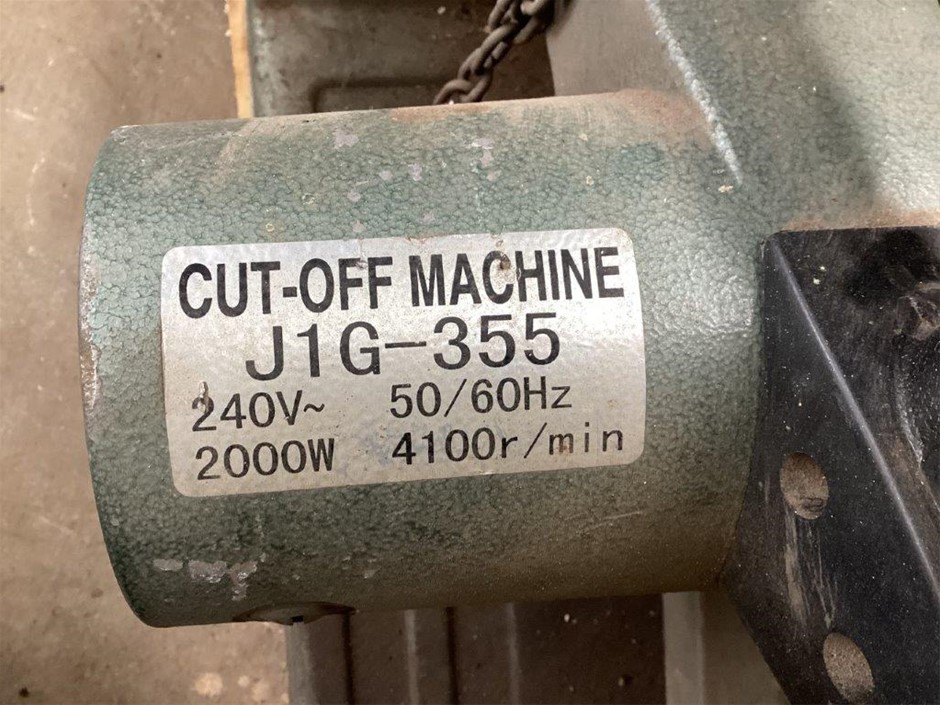 CUT-OFF MACHINE
J1G-355
240V~ 50/60Hz
2000W 4100r/min